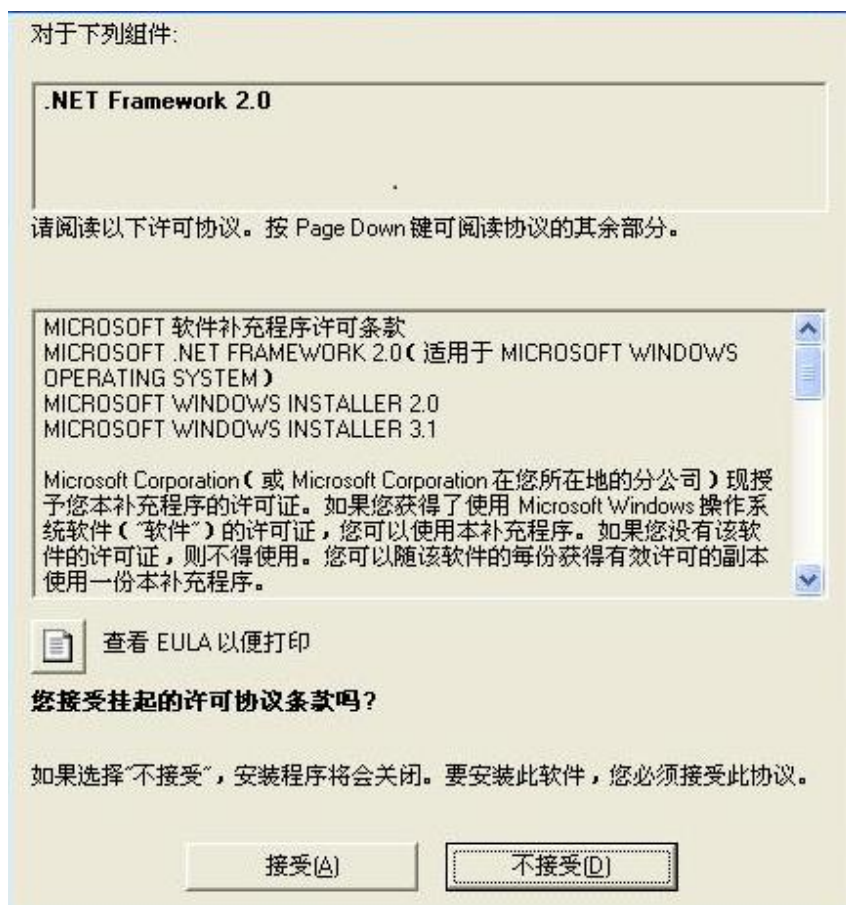 对于下列组件:
.NET Framework 2.0
请阅读以下许可协议。按 Page Down 键可阅读协议的其余部分。
MICROSOFT 软件补充程序许可条款
MICROSOFT .NET FRAMEWORK 2.0（适用于 MICROSOFT WINDOWS
OPERATING SYSTEM）
MICROSOFT WINDOWS INSTALLER 2.0
MICROSOFT WINDOWS INSTALLER 3.1
Microsoft Corporation（或 Microsoft Corporation 在您所在地的分公司）现授
予您本补充程序的许可证。如果您获得了使用 Microsoft Windows 操作系
统软件（“软件”）的许可证，您可以使用本补充程序。如果您没有该软
件的许可证，则不得使用。您可以随该软件的每份获得有效许可的副本
使用一份本补充程序。
查看 EULA 以便打印
您接受挂起的许可协议条款吗?
如果选择“不接受”，安装程序将会关闭。要安装此软件，您必须接受此协议。
接受(A)
不接受(D)